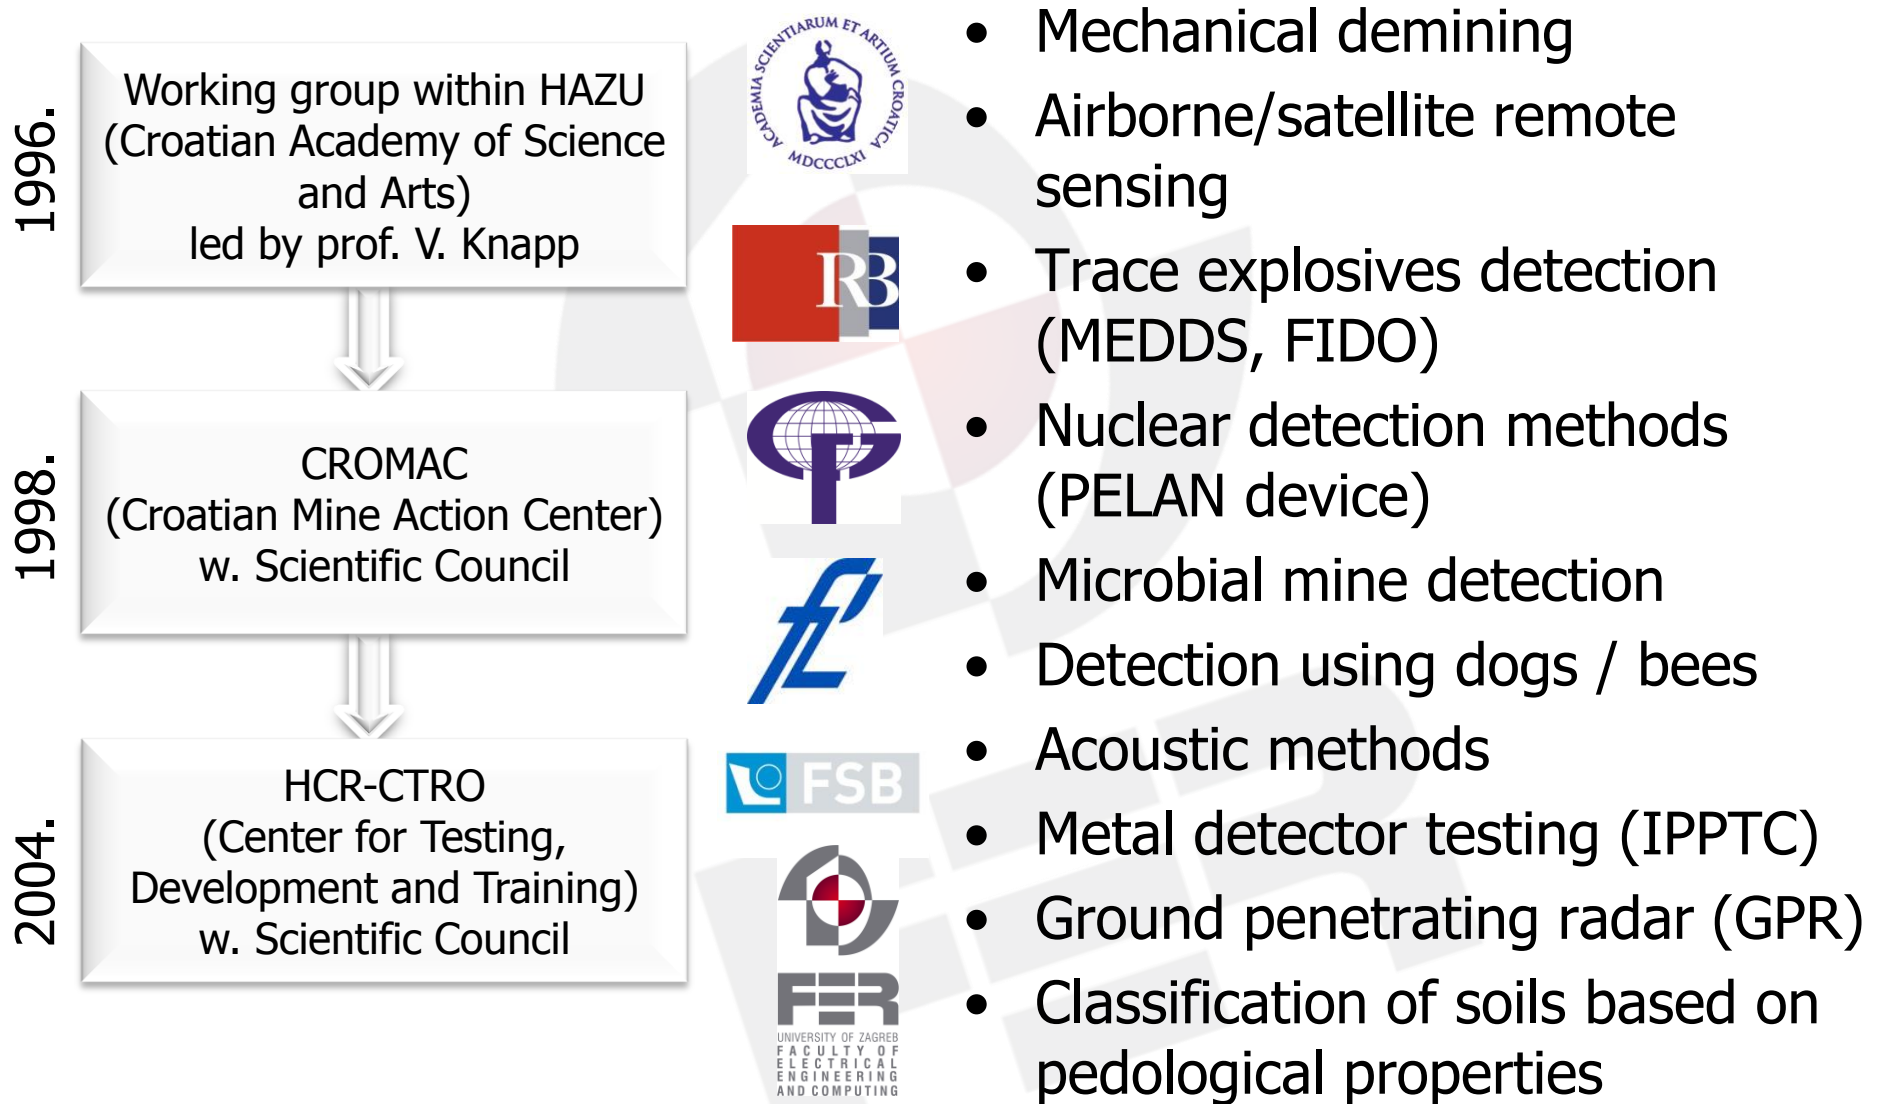 1996.
Working group within HAZU
(Croatian Academy of Science
and Arts)
led by prof. V. Knapp
1998.
CROMAC
(Croatian Mine Action Center)
w. Scientific Council
2004.
HCR-CTRO
(Center for Testing,
Development and Training)
w. Scientific Council
ACADEMIA SCIENTIARUM ET ARTIUM CROATICA
MDCCCLXI
IRB
FSB
FER
UNIVERSITY OF ZAGREB
FACULTY OF
ELECTRICAL
ENGINEERING
AND COMPUTING
• Mechanical demining
• Airborne/satellite remote
sensing
• Trace explosives detection
(MEDDS, FIDO)
• Nuclear detection methods
(PELAN device)
• Microbial mine detection
• Detection using dogs / bees
• Acoustic methods
• Metal detector testing (IPPTC)
• Ground penetrating radar (GPR)
• Classification of soils based on
pedological properties
FER